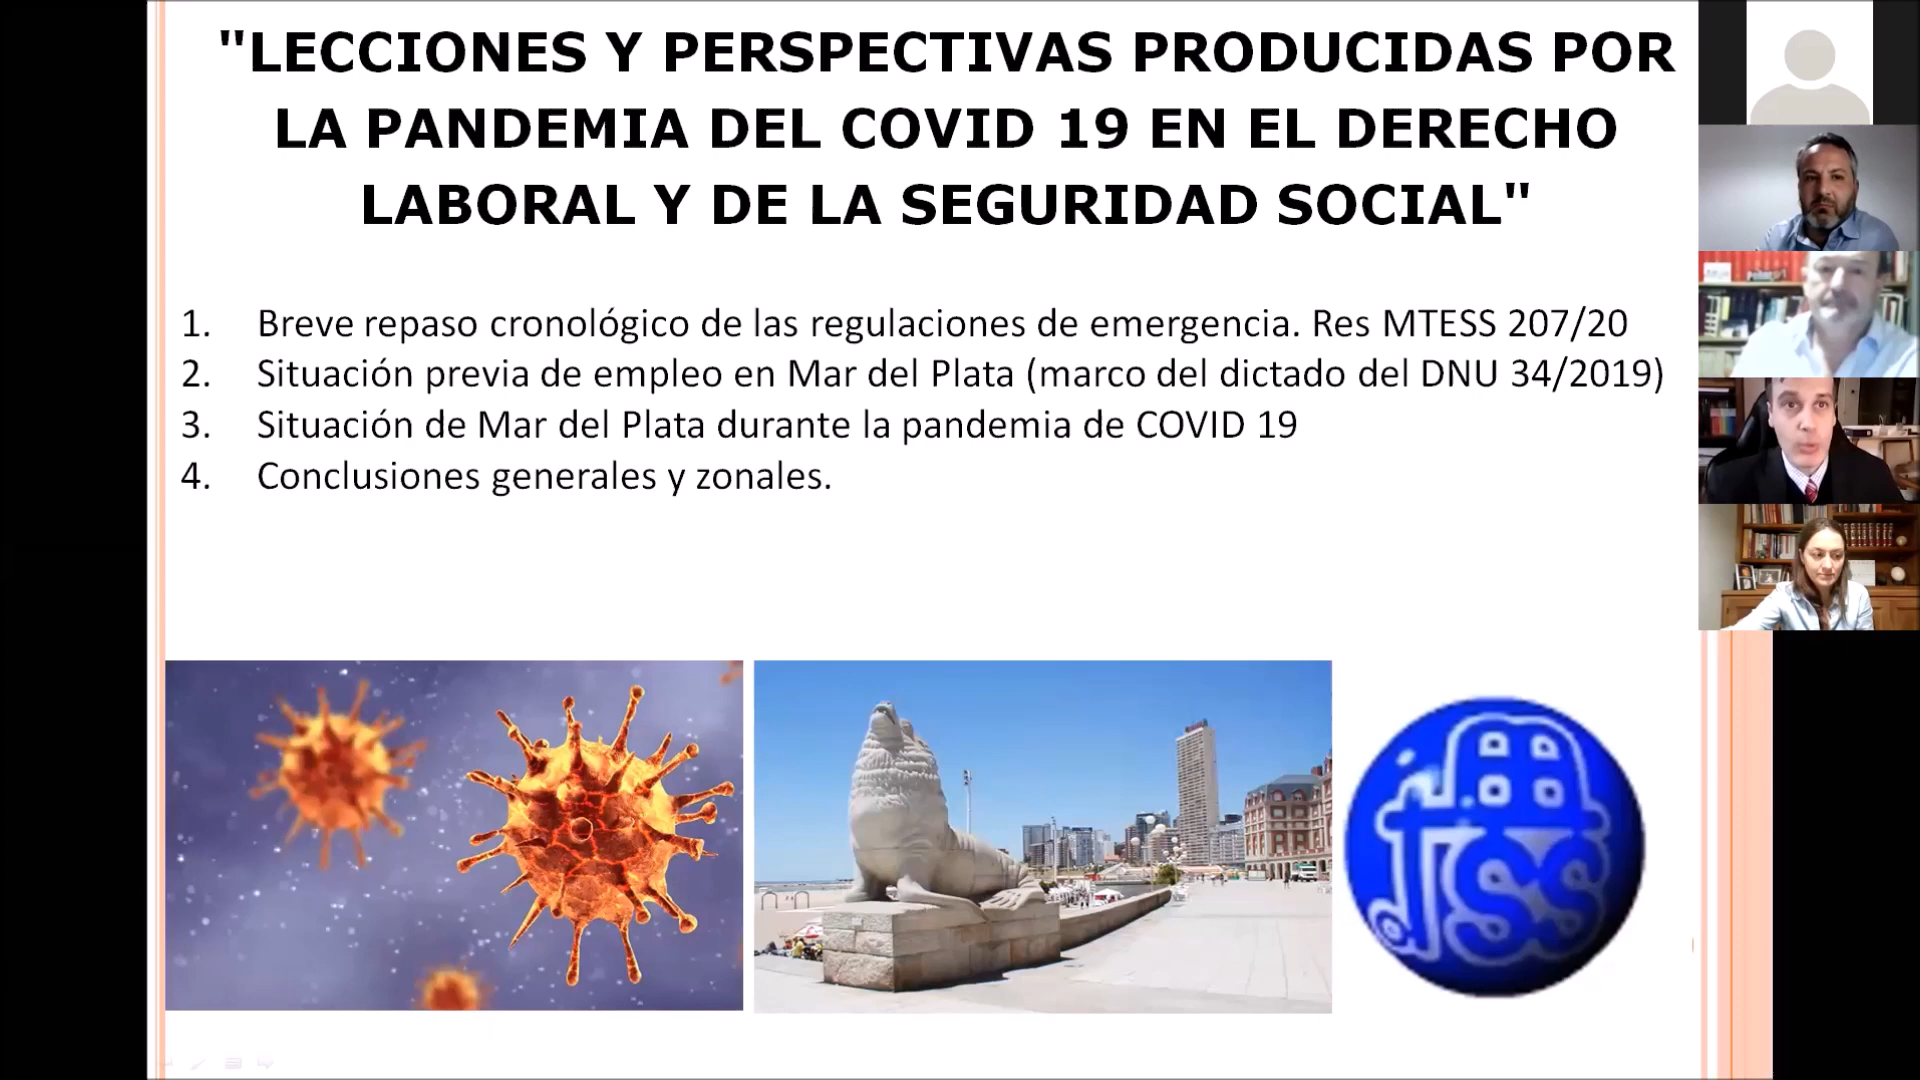 "LECCIONES Y PERSPECTIVAS PRODUCIDAS POR
LA PANDEMIA DEL COVID 19 EN EL DERECHO
LABORAL Y DE LA SEGURIDAD SOCIAL"
1. Breve repaso cronológico de las regulaciones de emergencia. Res MTESS 207/20
2. Situación previa de empleo en Mar del Plata (marco del dictado del DNU 34/2019)
3. Situación de Mar del Plata durante la pandemia de COVID 19
4. Conclusiones generales y zonales.